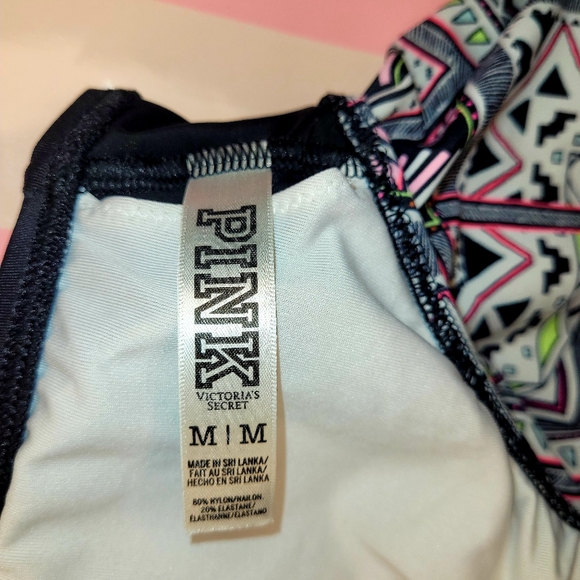 PINK
VICTORIA'S
SECRET
M | M
MADE IN SRI LANKA/
FAIT AU SRI LANKA/
HECHO EN SRI LANKA
80% NYLON/NAILON.
20% ELASTANE/
ELASTHANNE/ELASTANO